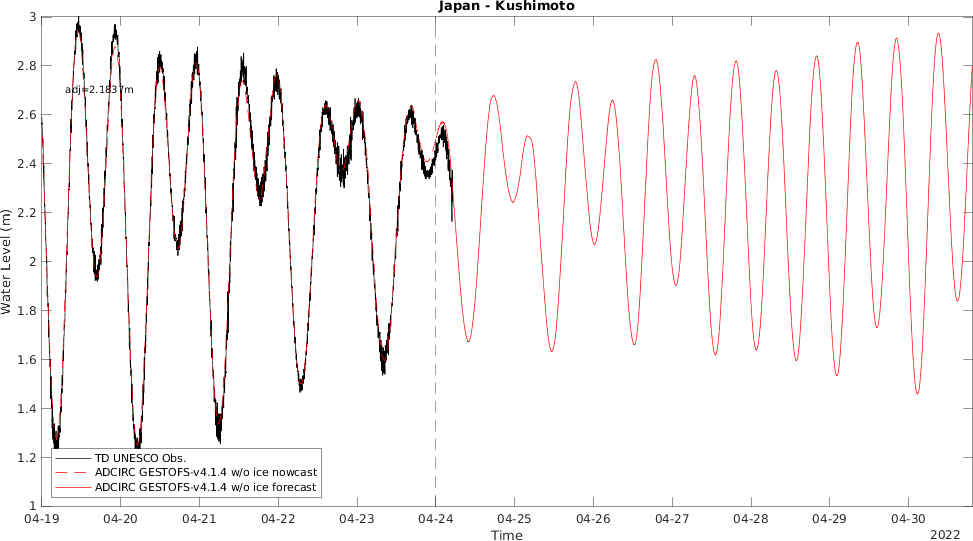 Japan - Kushimoto
3
2.8
adj=2.1837m
2.6
2.4
2.2
2
1.8
1.6
1.4
1.2
1
Water Level (m)
TD UNESCO Obs.
ADCIRC GESTOFS-v4.1.4 w/o ice nowcast
ADCIRC GESTOFS-v4.1.4 w/o ice forecast
04-19 04-20 04-21 04-22 04-23 04-24 04-25 04-26 04-27 04-28 04-29 04-30
Time
2022